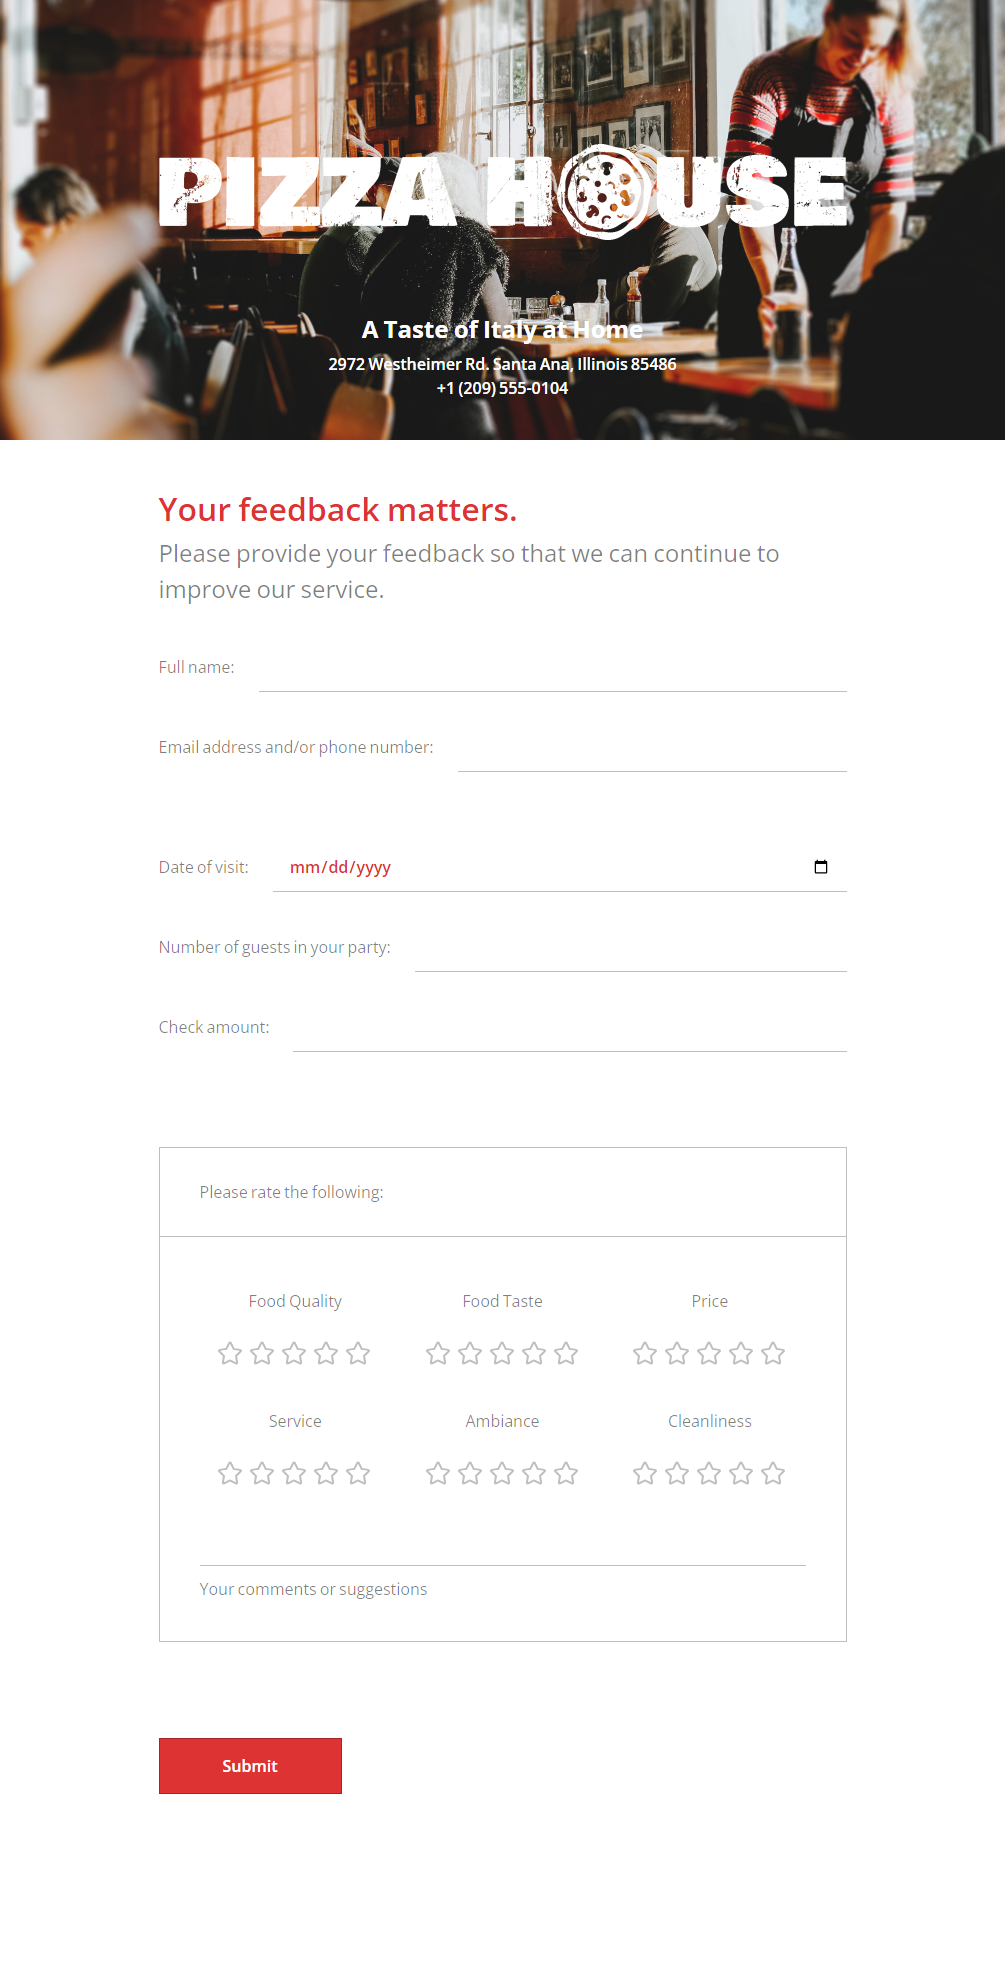 PIZZA HOUSE
A Taste of Italy at Home
2972 Westheimer Rd. Santa Ana, Illinois 85486
+1 (209) 555-0104
Your feedback matters.
Please provide your feedback so that we can continue to
improve our service.
Full name:
Email address and/or phone number:
Date of visit: mm/dd/yyyy
Number of guests in your party:
Check amount:
Please rate the following:
Food Quality Food Taste Price
Service Ambiance Cleanliness
Your comments or suggestions
Submit